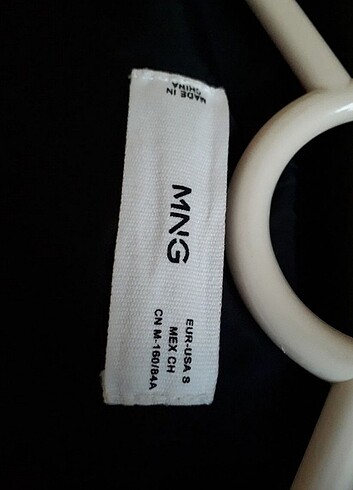 MADE IN
CHINA
MNG
EUR-USA S
MEX CH
CN M-160/84A